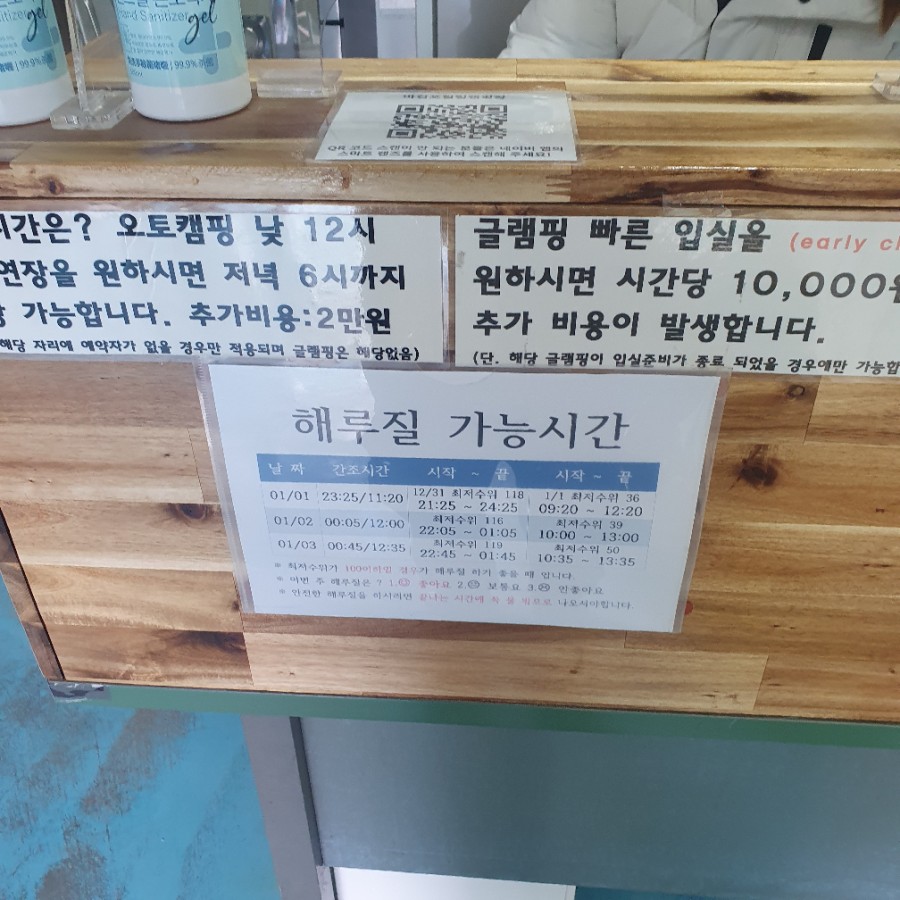 Hand Sanitizer
gel
gel
99.9%
QR 코드 스캔이 안 되는 분들은 네이버 앱의
스마트 렌즈를 사용하여 스캔해 주세요!
시간은? 오토캠핑 낮 12시
연장을 원하시면 저녁 6시까지
가능합니다. 추가비용:2만원
해당 자리에 예약자가 없을 경우만 적용되며 글램핑은 해당없음)
글램핑 빠른 입실을 (early
원하시면 시간당 10,000원
추가 비용이 발생합니다.
(단. 해당 글램핑이 입실준비가 종료 되었을 경우에만
해루질 가능시간
날 짜 간조시간 시작 ~ 끝 시작 ~ 끝
01/01 23:25/11:20 12/31 최저수위 118 21:25 ~ 24:25 1/1 최저수위 36 09:20 ~ 12:20
01/02 00:05/12:00 최저수위 116 22:05 ~ 01:05 최저수위 39 10:00 ~ 13:00
01/03 00:45/12:35 최저수위 119 22:45 ~ 01:45 최저수위 50 10:35 ~ 13:35
* 최저수위가 100이하일 경우가 해루질 하기 좋을 때 입니다.
* 이번 주 해루질은? 1.☺ 좋아요 2.😐 보통요 3.☹ 안좋아요
* 안전한 해루질을 하시려면 끝나는 시간에 꼭 물 밖으로 나오셔야합니다.